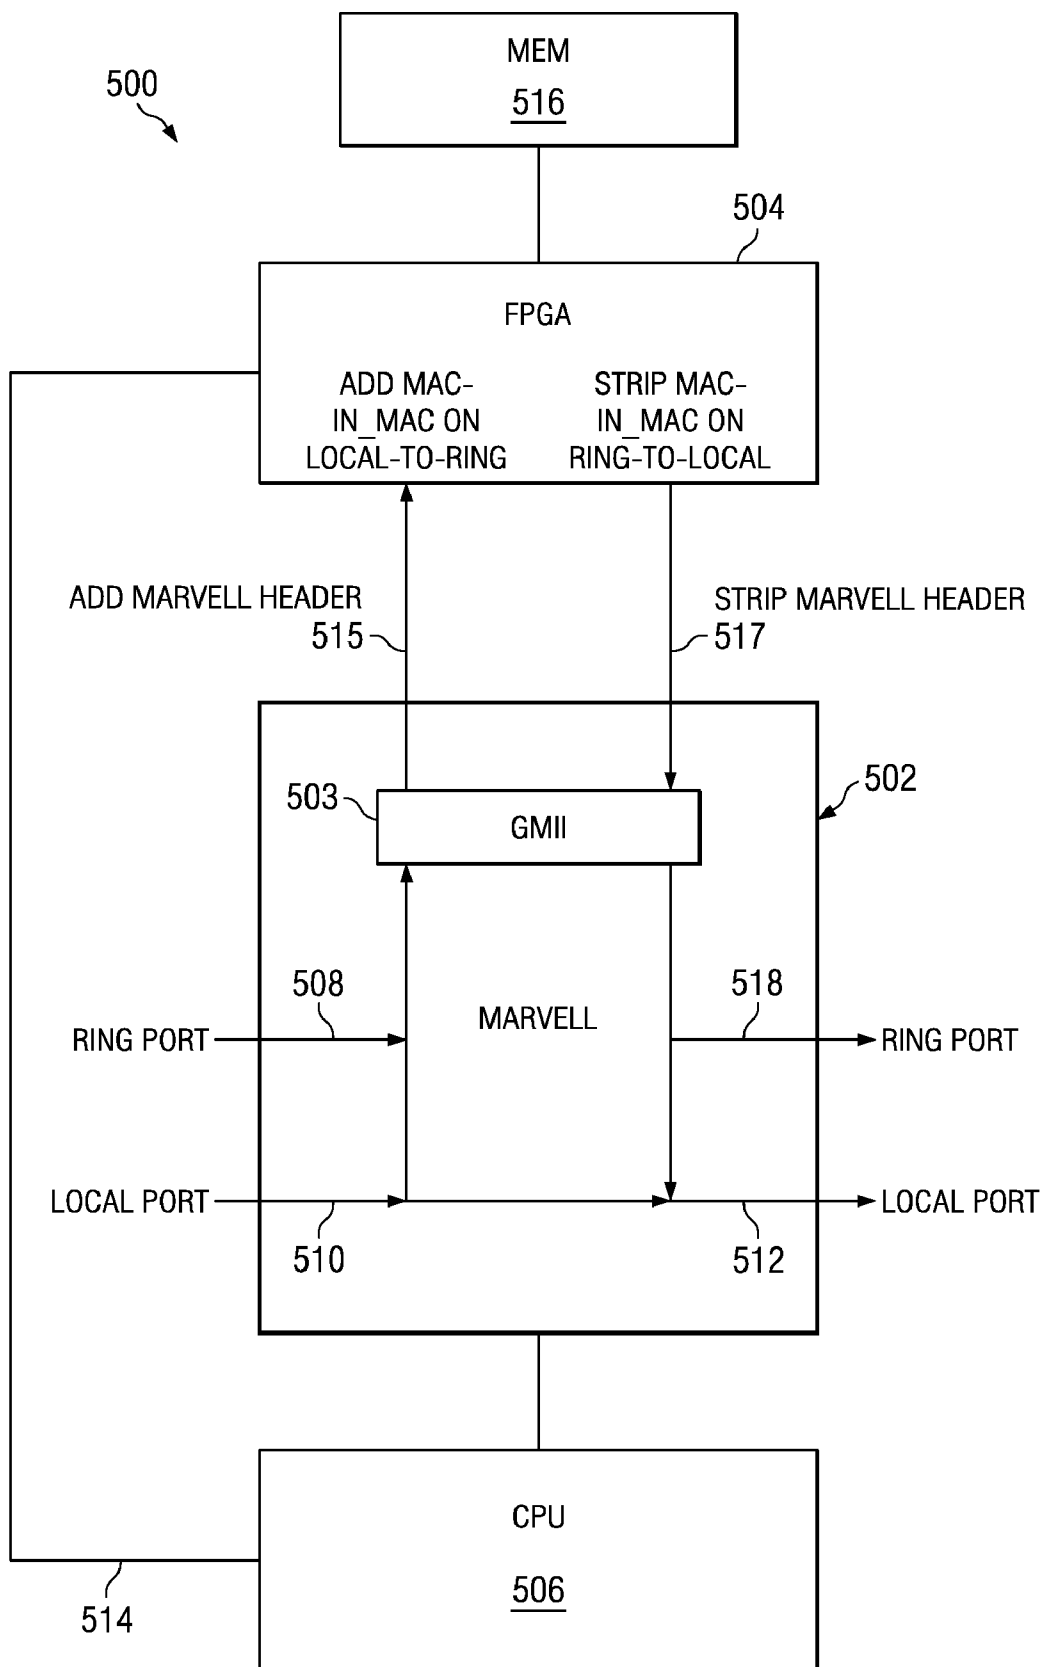 MEM
516
500
504
FPGA
ADD MAC-
IN_MAC ON
LOCAL-TO-RING
STRIP MAC-
IN_MAC ON
RING-TO-LOCAL
ADD MARVELL HEADER
515
STRIP MARVELL HEADER
517
502
503
GMII
508
518
RING PORT
MARVELL
RING PORT
LOCAL PORT
LOCAL PORT
510
512
CPU
506
514